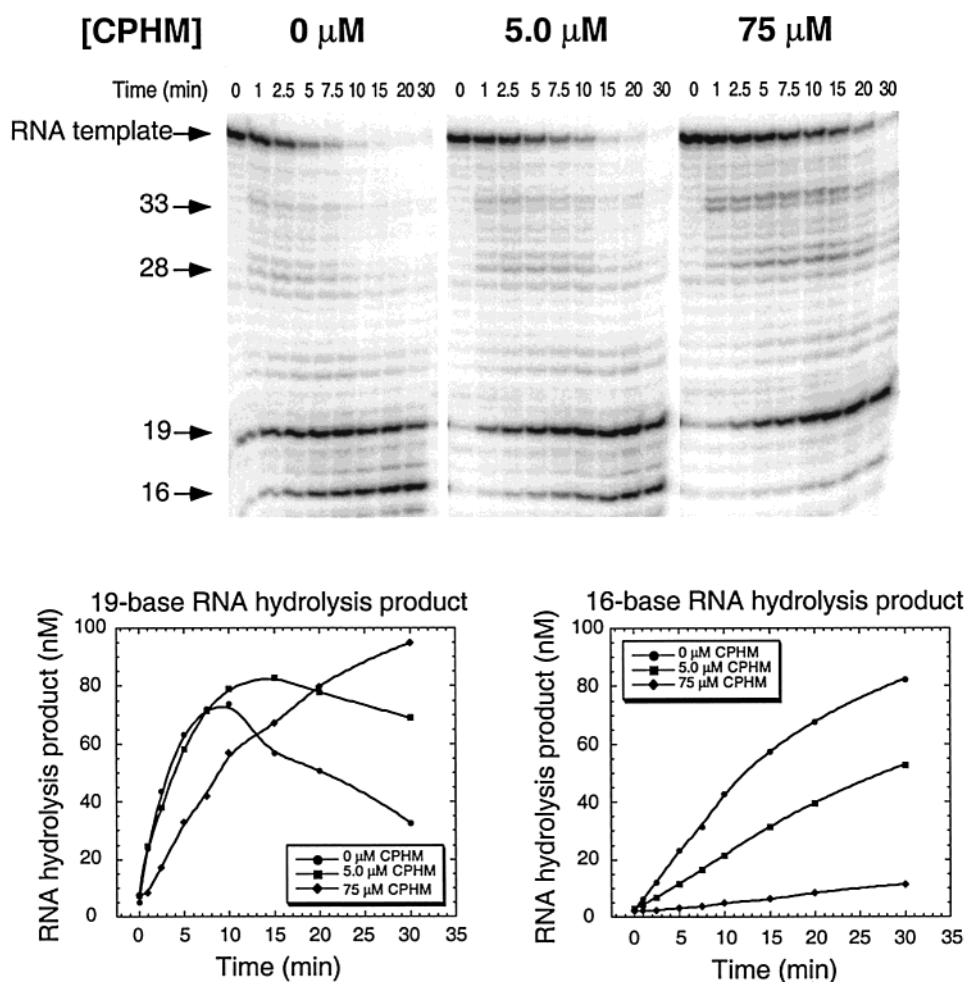 [CPHM] 0 μM 5.0 μM 75 μM
Time (min) 0 1 2.5 5 7.5 10 15 20 30 0 1 2.5 5 7.5 10 15 20 30 0 1 2.5 5 7.5 10 15 20 30
RNA template
33
28
19
16
19-base RNA hydrolysis product
RNA hydrolysis product (nM)
100
80
60
40
20
0
0 μM CPHM
5.0 μM CPHM
75 μM CPHM
0 5 10 15 20 25 30 35
Time (min)
16-base RNA hydrolysis product
RNA hydrolysis product (nM)
100
80
60
40
20
0
0 μM CPHM
5.0 μM CPHM
75 μM CPHM
0 5 10 15 20 25 30 35
Time (min)